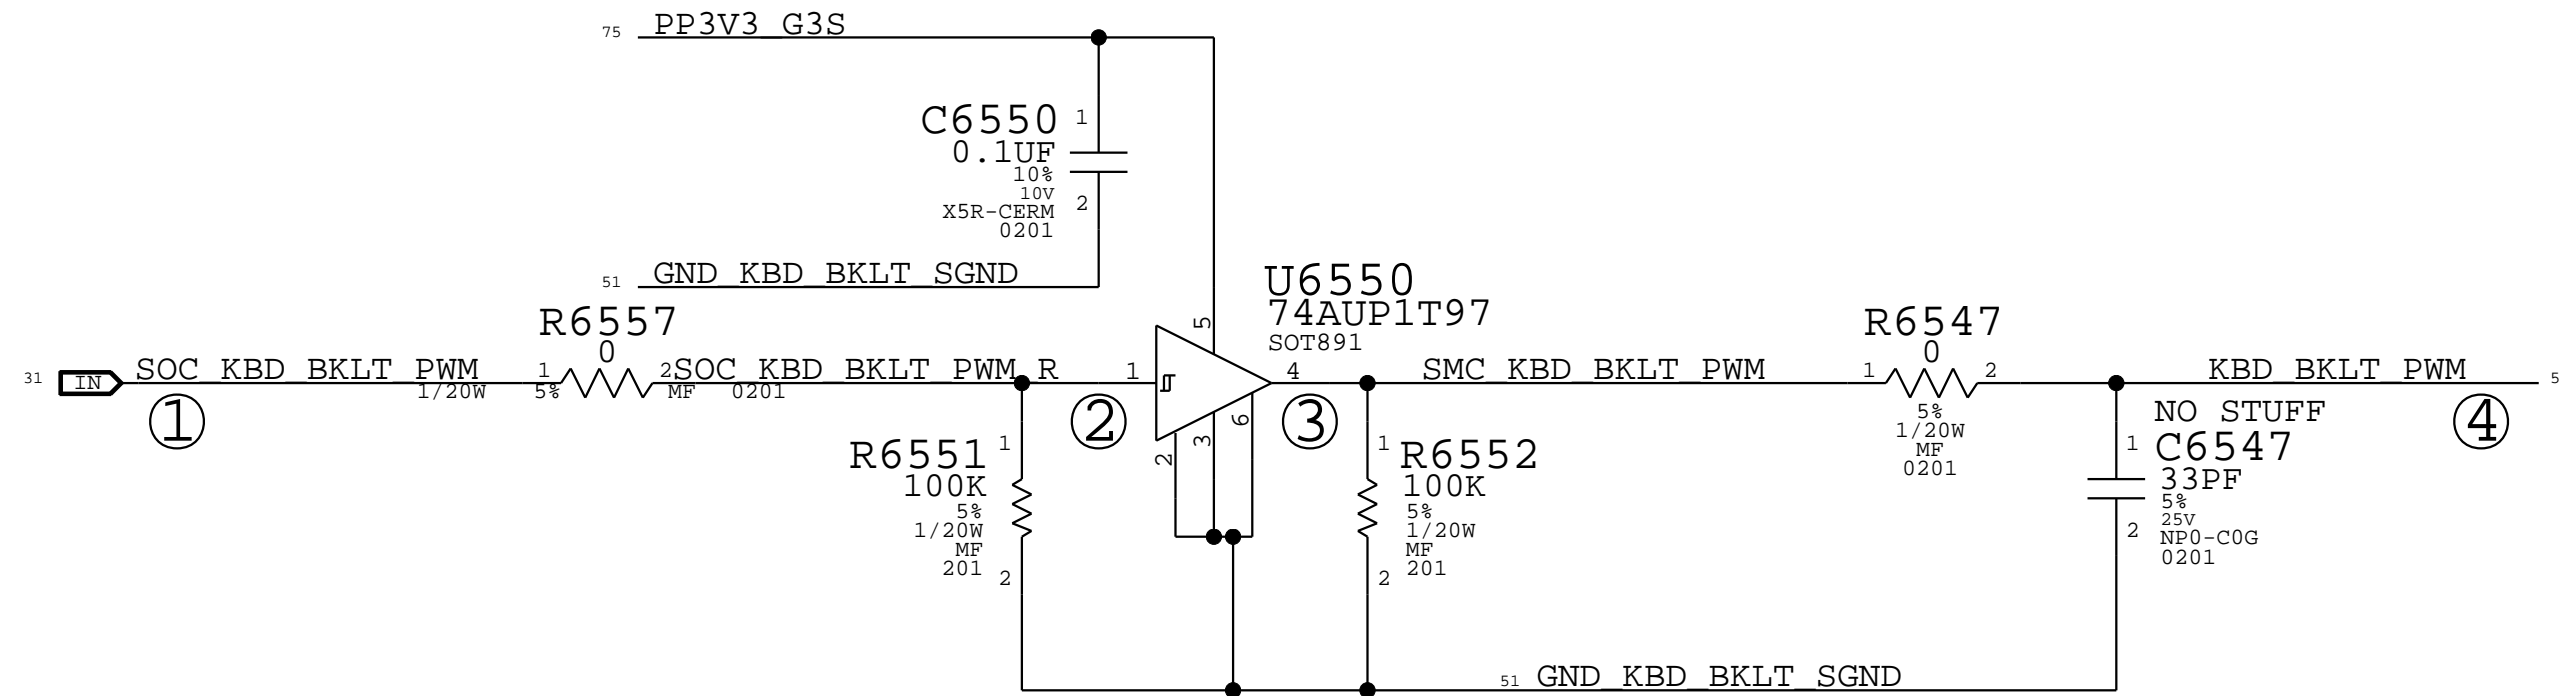 75 PP3V3_G3S
C6550 1
0.1UF
10%
10V
X5R-CERM 2
0201
51 GND_KBD_BKLT_SGND
U6550
74AUP1T97
SOT891
5
R6557
0
31 IN SOC_KBD_BKLT_PWM 1 2 SOC_KBD_BKLT_PWM_R 1
1/20W 5% MF 0201
① ②
4 SMC_KBD_BKLT_PWM
③
2 3 6
R6547
0
1 2
5%
1/20W
MF
0201
KBD_BKLT_PWM 5
④
NO STUFF
1 C6547
33PF
5%
25V
2 NP0-C0G
0201
R6551 1
100K
5%
1/20W
MF
201 2
1 R6552
100K
5%
1/20W
MF
2 201
51 GND_KBD_BKLT_SGND